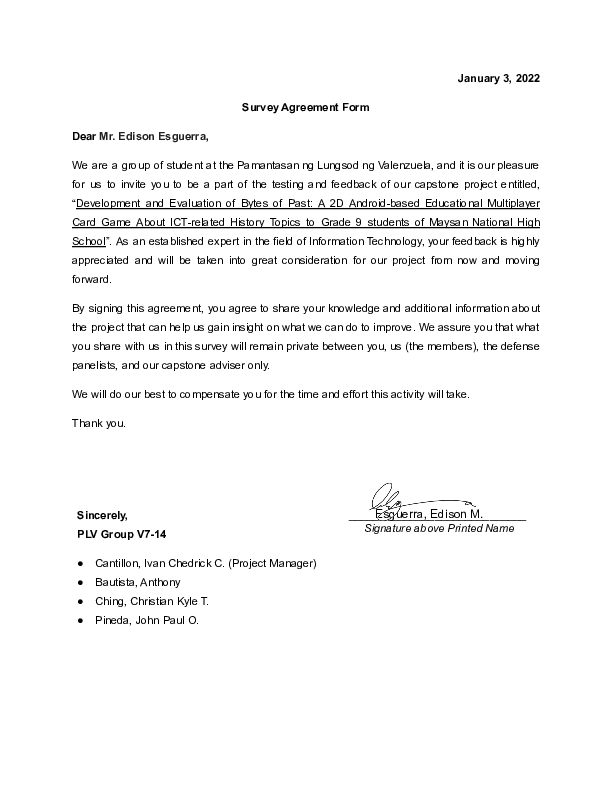 January 3, 2022
Survey Agreement Form
Dear Mr. Edison Esguerra,
We are a group of student at the Pamantasan ng Lungsod ng Valenzuela, and it is our pleasure
for us to invite you to be a part of the testing and feedback of our capstone project entitled,
“Development and Evaluation of Bytes of Past: A 2D Android-based Educational Multiplayer
Card Game About ICT-related History Topics to Grade 9 students of Maysan National High
School”. As an established expert in the field of Information Technology, your feedback is highly
appreciated and will be taken into great consideration for our project from now and moving
forward.
By signing this agreement, you agree to share your knowledge and additional information about
the project that can help us gain insight on what we can do to improve. We assure you that what
you share with us in this survey will remain private between you, us (the members), the defense
panelists, and our capstone adviser only.
We will do our best to compensate you for the time and effort this activity will take.
Thank you.
Esguerra, Edison M.
Signature above Printed Name
Sincerely,
PLV Group V7-14
● Cantillon, Ivan Chedrick C. (Project Manager)
● Bautista, Anthony
● Ching, Christian Kyle T.
● Pineda, John Paul O.